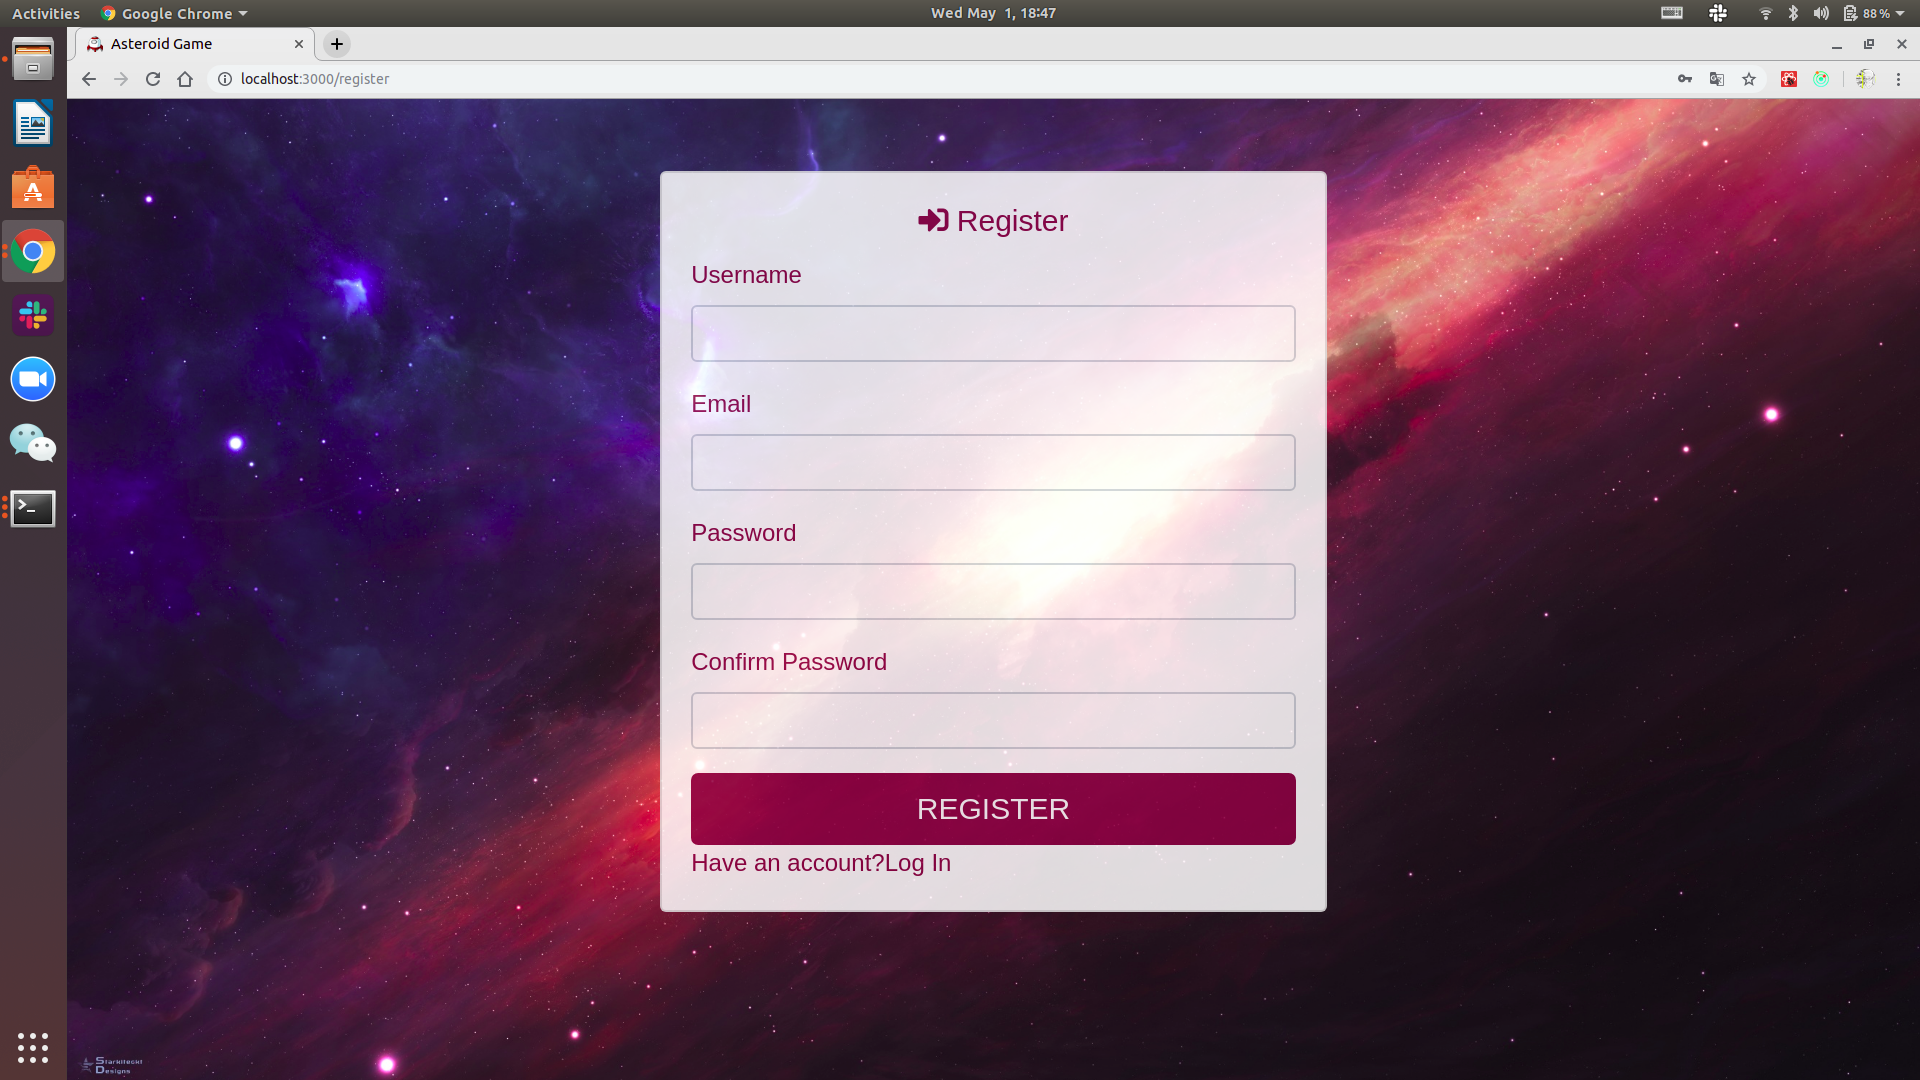 Activities Google Chrome Wed May 1, 18:47 88 %
Asteroid Game
localhost:3000/register
Register
Username
Email
Password
Confirm Password
REGISTER
Have an account?Log In
Starkiteckt
Designs